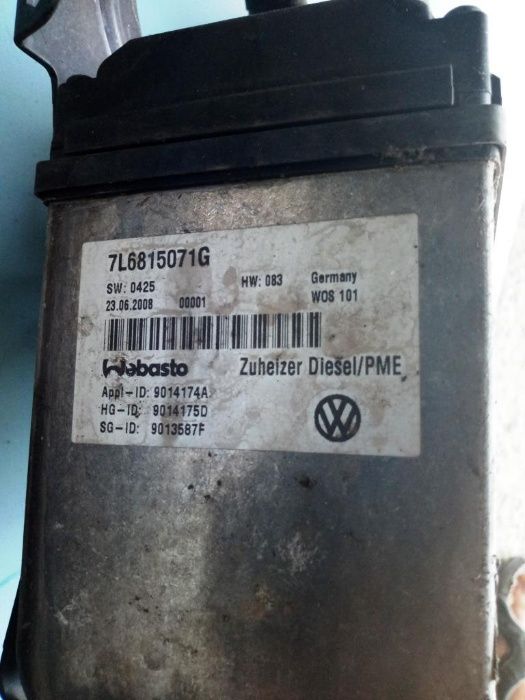 7L6815071G
SW: 0425 HW: 083 Germany
23.06.2008 00001 WOS 101
Webasto Zuheizer Diesel/PME
Appl-ID: 9014174A
HG-ID: 9014175D
SG-ID: 9013587F
VW